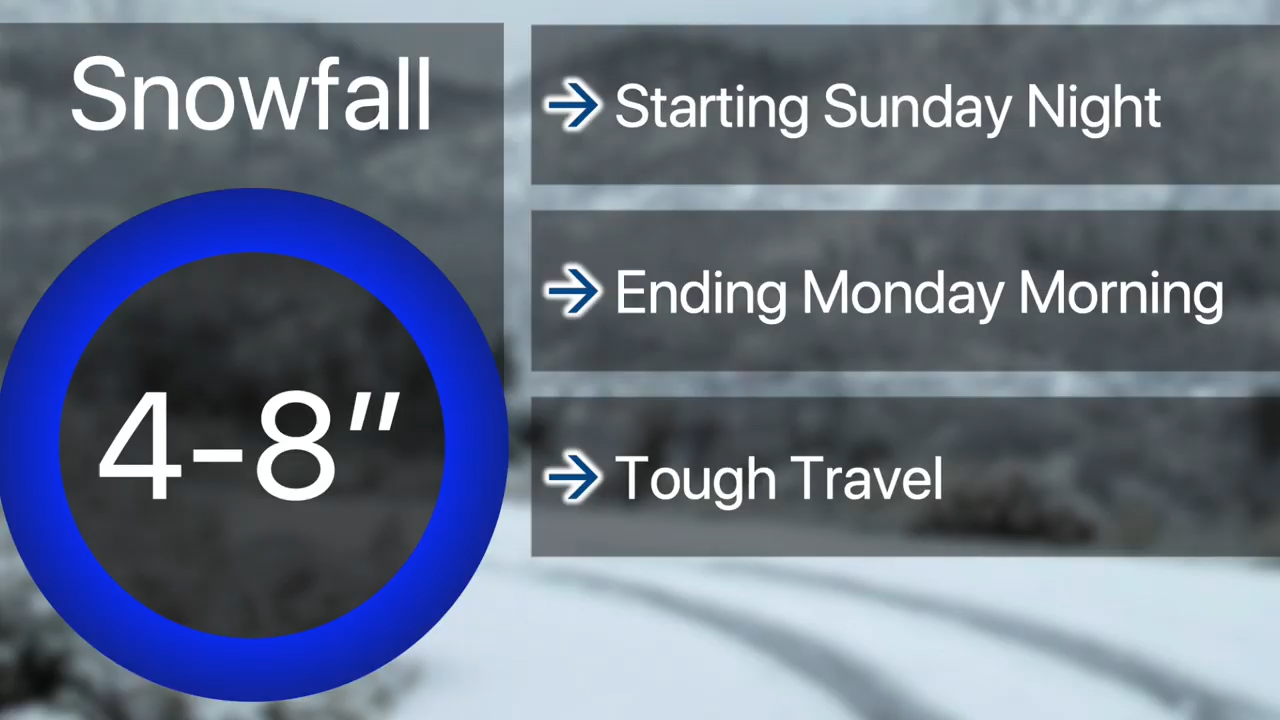 Snowfall
4-8"
Starting Sunday Night
Ending Monday Morning
Tough Travel